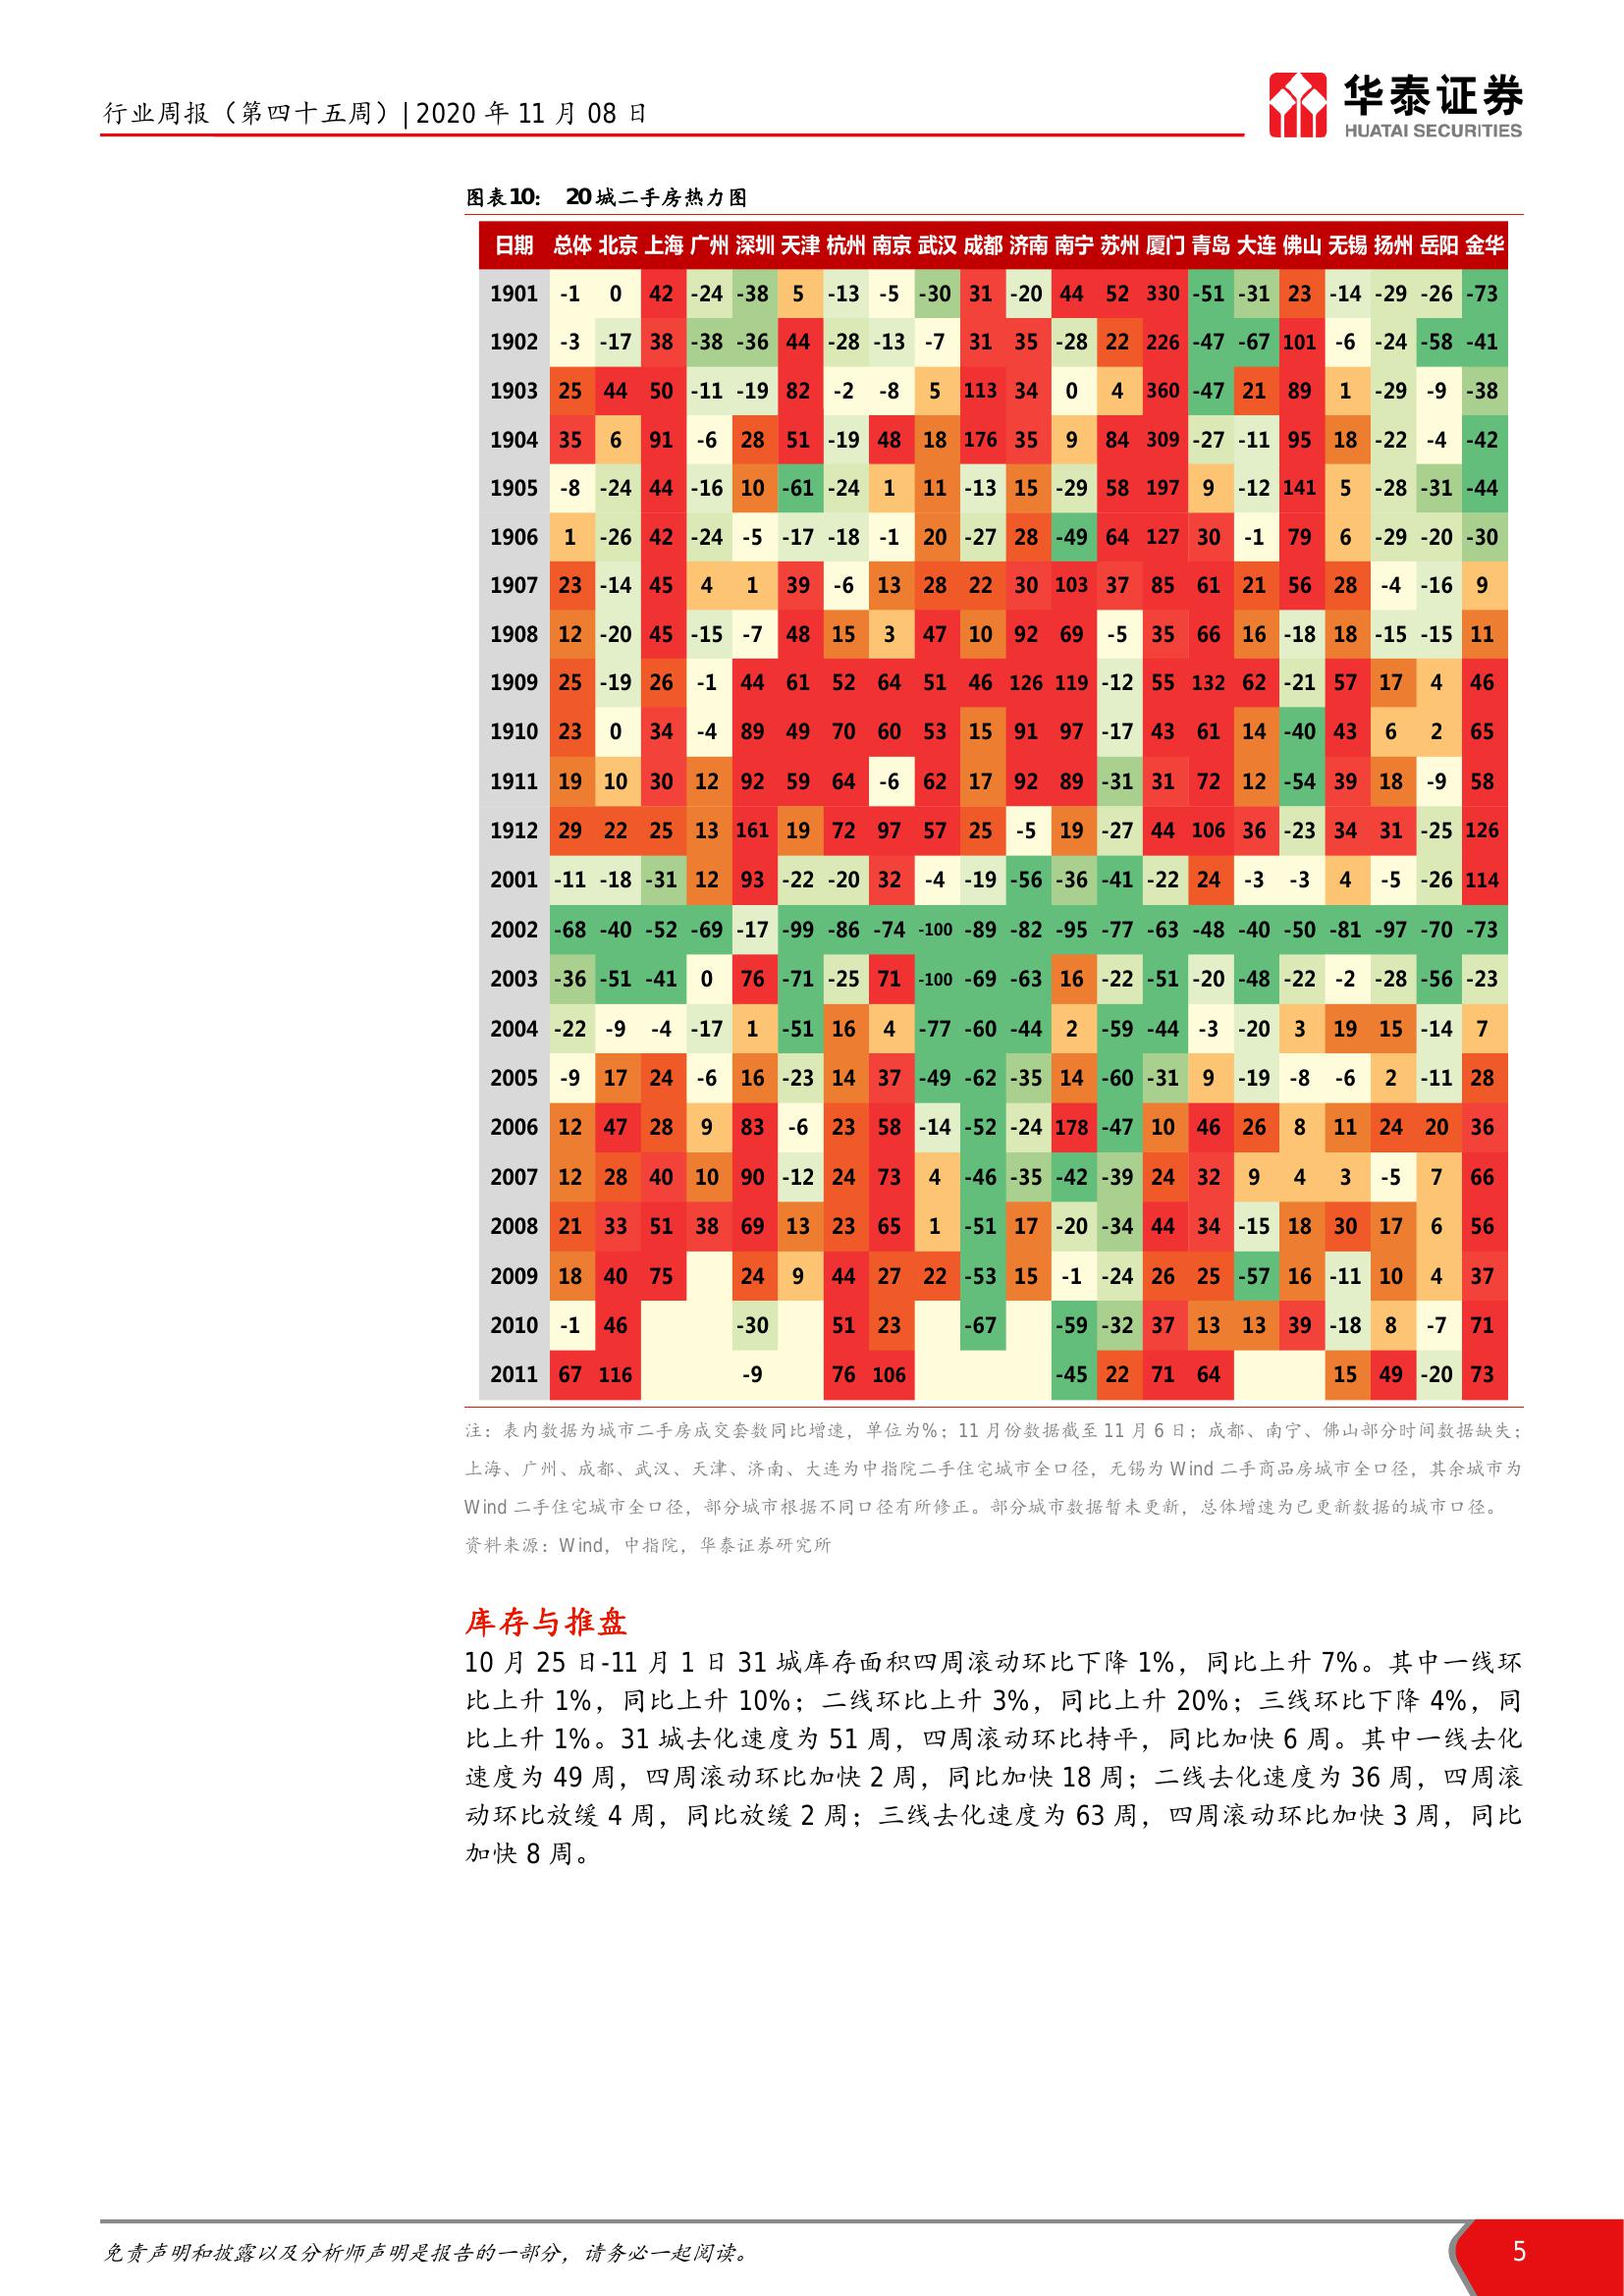 行业周报（第四十五周）| 2020 年 11 月 08 日
华泰证券
HUATAI SECURITIES
图表10： 20城二手房热力图
日期 总体 北京 上海 广州 深圳 天津 杭州 南京 武汉 成都 济南 南宁 苏州 厦门 青岛 大连 佛山 无锡 扬州 岳阳 金华
1901 -1 0 42 -24 -38 5 -13 -5 -30 31 -20 44 52 330 -51 -31 23 -14 -29 -26 -73
1902 -3 -17 38 -38 -36 44 -28 -13 -7 31 35 -28 22 226 -47 -67 101 -6 -24 -58 -41
1903 25 44 50 -11 -19 82 -2 -8 5 113 34 0 4 360 -47 21 89 1 -29 -9 -38
1904 35 6 91 -6 28 51 -19 48 18 176 35 9 84 309 -27 -11 95 18 -22 -4 -42
1905 -8 -24 44 -16 10 -61 -24 1 11 -13 15 -29 58 197 9 -12 141 5 -28 -31 -44
1906 1 -26 42 -24 -5 -17 -18 -1 20 -27 28 -49 64 127 30 -1 79 6 -29 -20 -30
1907 23 -14 45 4 1 39 -6 13 28 22 30 103 37 85 61 21 56 28 -4 -16 9
1908 12 -20 45 -15 -7 48 15 3 47 10 92 69 -5 35 66 16 -18 18 -15 -15 11
1909 25 -19 26 -1 44 61 52 64 51 46 126 119 -12 55 132 62 -21 57 17 4 46
1910 23 0 34 -4 89 49 70 60 53 15 91 97 -17 43 61 14 -40 43 6 2 65
1911 19 10 30 12 92 59 64 -6 62 17 92 89 -31 31 72 12 -54 39 18 -9 58
1912 29 22 25 13 161 19 72 97 57 25 -5 19 -27 44 106 36 -23 34 31 -25 126
2001 -11 -18 -31 12 93 -22 -20 32 -4 -19 -56 -36 -41 -22 24 -3 -3 4 -5 -26 114
2002 -68 -40 -52 -69 -17 -99 -86 -74 -100 -89 -82 -95 -77 -63 -48 -40 -50 -81 -97 -70 -73
2003 -36 -51 -41 0 76 -71 -25 71 -100 -69 -63 16 -22 -51 -20 -48 -22 -2 -28 -56 -23
2004 -22 -9 -4 -17 1 -51 16 4 -77 -60 -44 2 -59 -44 -3 -20 3 19 15 -14 7
2005 -9 17 24 -6 16 -23 14 37 -49 -62 -35 14 -60 -31 9 -19 -8 -6 2 -11 28
2006 12 47 28 9 83 -6 23 58 -14 -52 -24 178 -47 10 46 26 8 11 24 20 36
2007 12 28 40 10 90 -12 24 73 4 -46 -35 -42 -39 24 32 9 4 3 -5 7 66
2008 21 33 51 38 69 13 23 65 1 -51 17 -20 -34 44 34 -15 18 30 17 6 56
2009 18 40 75 24 9 44 27 22 -53 15 -1 -24 26 25 -57 16 -11 10 4 37
2010 -1 46 -30 51 23 -67 -59 -32 37 13 13 39 -18 8 -7 71
2011 67 116 -9 76 106 -45 22 71 64 15 49 -20 73
注：表内数据为城市二手房成交套数同比增速，单位为%；11 月份数据截至 11 月 6 日；成都、南宁、佛山部分时间数据缺失；
上海、广州、成都、武汉、天津、济南、大连为中指院二手住宅城市全口径，无锡为 Wind 二手商品房城市全口径，其余城市为
Wind 二手住宅城市全口径，部分城市根据不同口径有所修正。部分城市数据暂未更新，总体增速为已更新数据的城市口径。
资料来源：Wind，中指院，华泰证券研究所
库存与推盘
10 月 25 日-11 月 1 日 31 城库存面积四周滚动环比下降 1%，同比上升 7%。其中一线环
比上升 1%，同比上升 10%；二线环比上升 3%，同比上升 20%；三线环比下降 4%，同
比上升 1%。31 城去化速度为 51 周，四周滚动环比持平，同比加快 6 周。其中一线去化
速度为 49 周，四周滚动环比加快 2 周，同比加快 18 周；二线去化速度为 36 周，四周滚
动环比放缓 4 周，同比放缓 2 周；三线去化速度为 63 周，四周滚动环比加快 3 周，同比
加快 8 周。
免责声明和披露以及分析师声明是报告的一部分，请务必一起阅读。
5